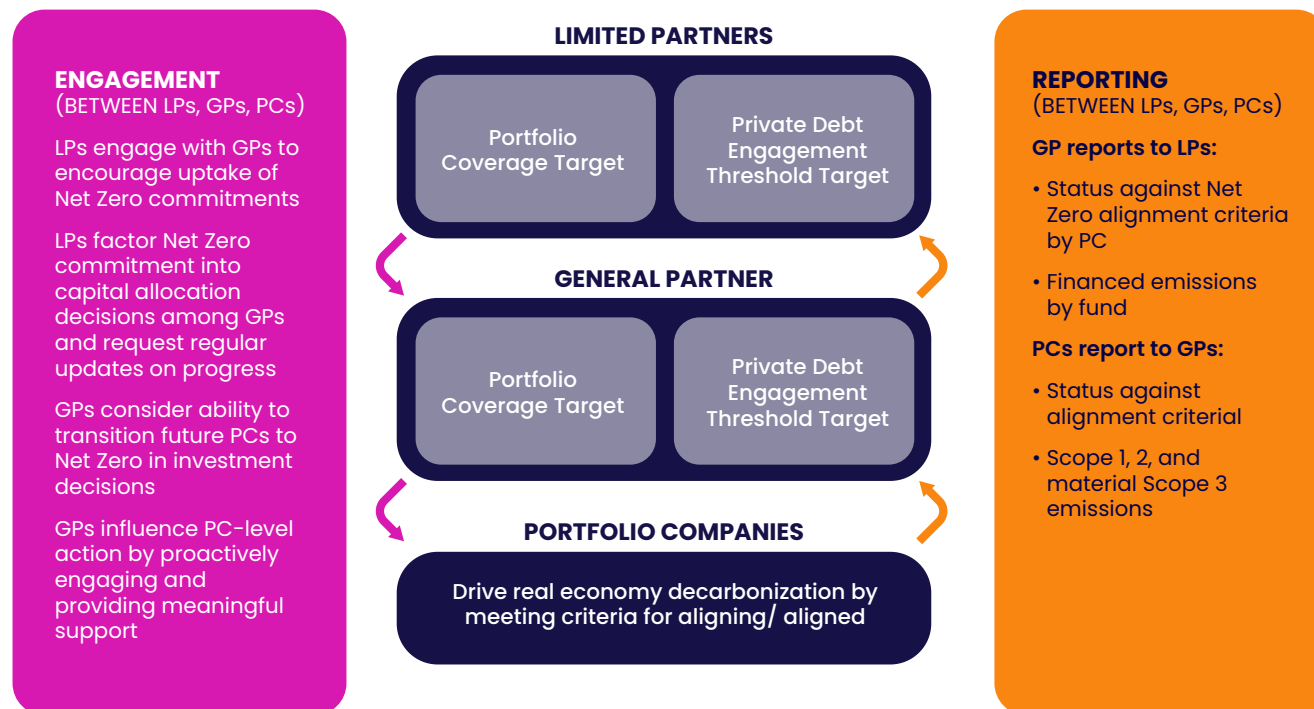 ENGAGEMENT
(BETWEEN LPs, GPs, PCs)
LPs engage with GPs to
encourage uptake of
Net Zero commitments
LPs factor Net Zero
commitment into
capital allocation
decisions among GPs
and request regular
updates on progress
GPs consider ability to
transition future PCs to
Net Zero in investment
decisions
GPs influence PC-level
action by proactively
engaging and
providing meaningful
support
LIMITED PARTNERS
Portfolio
Coverage Target
Private Debt
Engagement
Threshold Target
GENERAL PARTNER
Portfolio
Coverage Target
Private Debt
Engagement
Threshold Target
PORTFOLIO COMPANIES
Drive real economy decarbonization by
meeting criteria for aligning/ aligned
REPORTING
(BETWEEN LPs, GPs, PCs)
GP reports to LPs:
• Status against Net
Zero alignment criteria
by PC
• Financed emissions
by fund
PCs report to GPs:
• Status against
alignment criterial
• Scope 1, 2, and
material Scope 3
emissions